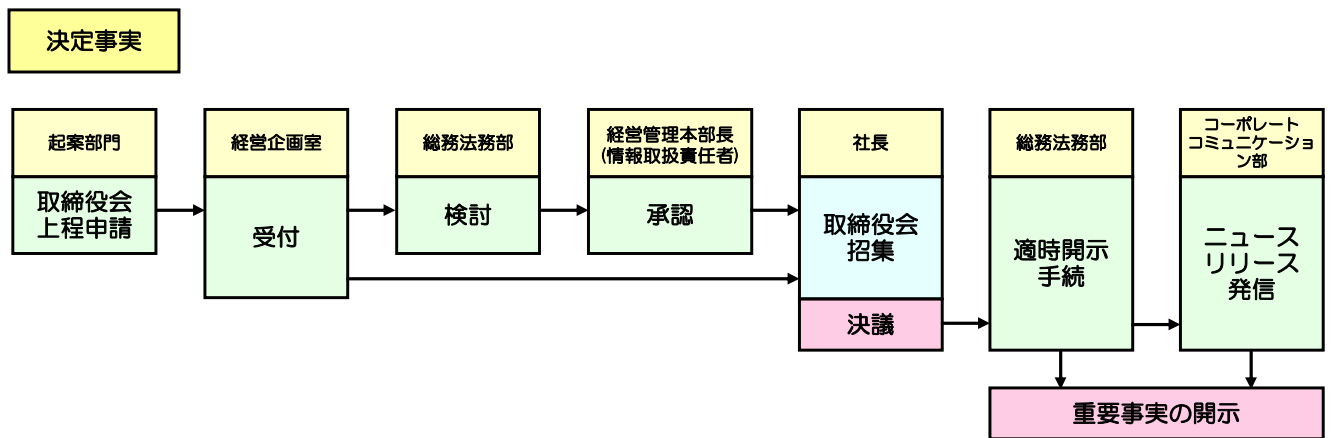 決定事実
起案部門
取締役会
上程申請
経営企画室
受付
総務法務部
検討
経営管理本部長
(情報取扱責任者)
承認
社長
取締役会
招集
決議
総務法務部
適時開示
手続
コーポレート
コミュニケーショ
ン部
ニュース
リリース
発信
重要事実の開示